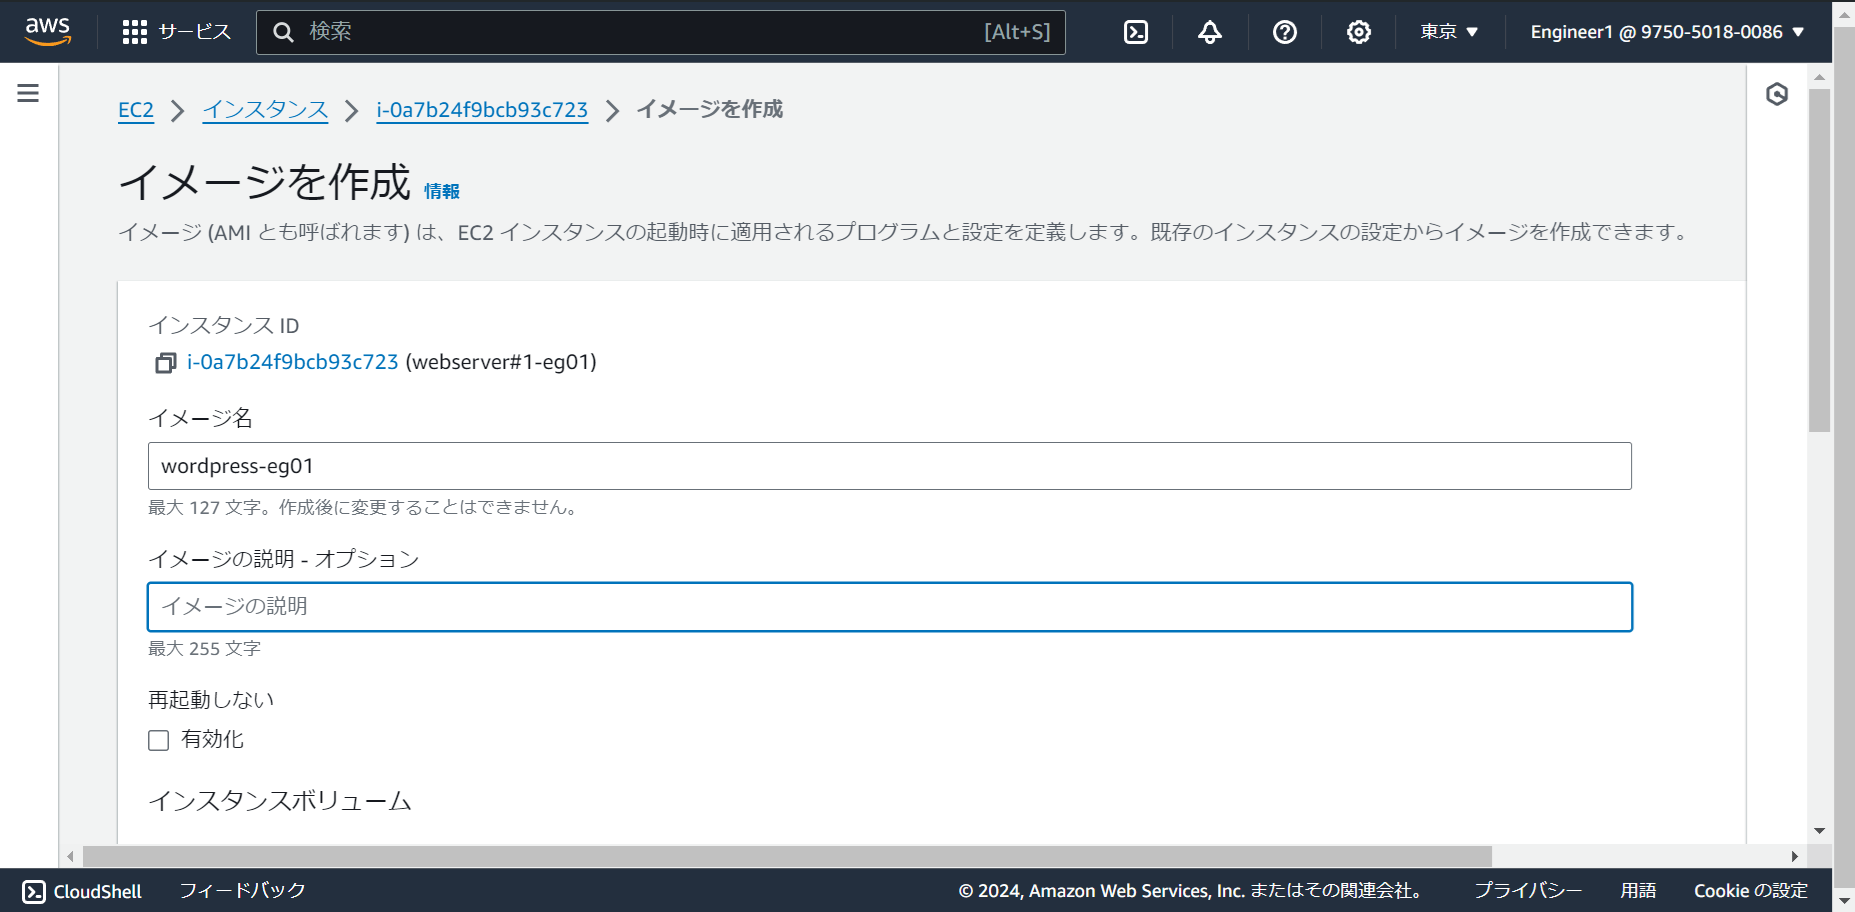 aws サービス 検索 [Alt+S] 東京 Engineer1 @ 9750-5018-0086
EC2 インスタンス i-0a7b24f9bcb93c723 イメージを作成
イメージを作成 情報
イメージ (AMI とも呼ばれます) は、EC2 インスタンスの起動時に適用されるプログラムと設定を定義します。既存のインスタンスの設定からイメージを作成できます。
インスタンス ID
i-0a7b24f9bcb93c723 (webserver#1-eg01)
イメージ名
wordpress-eg01
最大 127 文字。作成後に変更することはできません。
イメージの説明 - オプション
イメージの説明
最大 255 文字
再起動しない
有効化
インスタンスボリューム
CloudShell フィードバック © 2024, Amazon Web Services, Inc. またはその関連会社。 プライバシー 用語 Cookie の設定